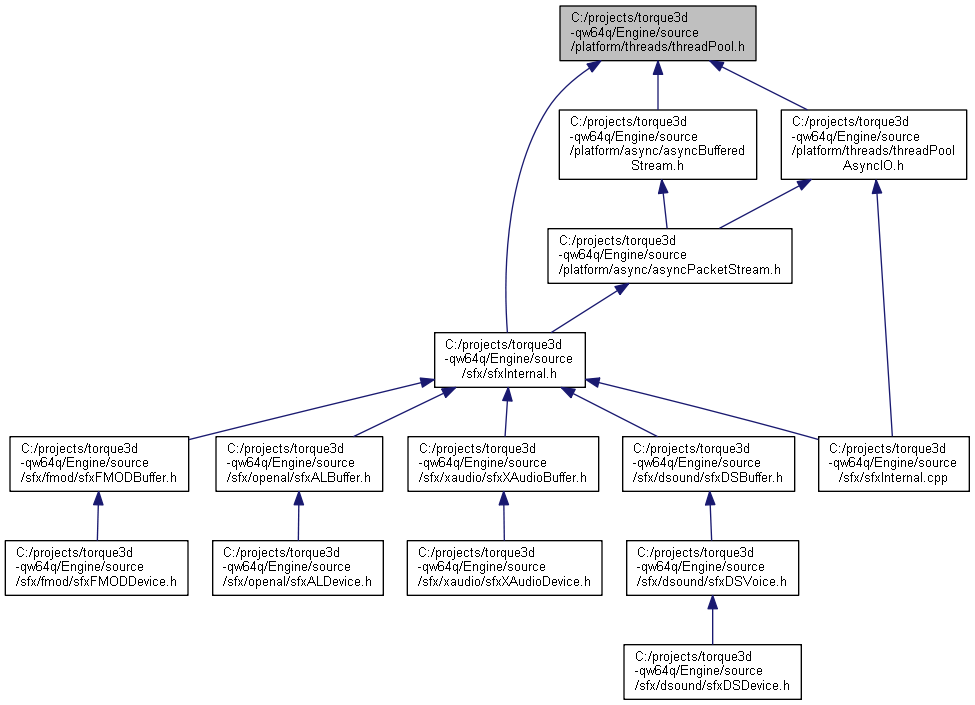 C:/projects/torque3d
-qw64q/Engine/source
/platform/threads/threadPool.h
C:/projects/torque3d
-qw64q/Engine/source
/platform/async/asyncBuffered
Stream.h
C:/projects/torque3d
-qw64q/Engine/source
/platform/threads/threadPool
AsyncIO.h
C:/projects/torque3d
-qw64q/Engine/source
/platform/async/asyncPacketStream.h
C:/projects/torque3d
-qw64q/Engine/source
/sfx/sfxInternal.h
C:/projects/torque3d
-qw64q/Engine/source
/sfx/fmod/sfxFMODBuffer.h
C:/projects/torque3d
-qw64q/Engine/source
/sfx/openal/sfxALBuffer.h
C:/projects/torque3d
-qw64q/Engine/source
/sfx/xaudio/sfxXAudioBuffer.h
C:/projects/torque3d
-qw64q/Engine/source
/sfx/dsound/sfxDSBuffer.h
C:/projects/torque3d
-qw64q/Engine/source
/sfx/sfxInternal.cpp
C:/projects/torque3d
-qw64q/Engine/source
/sfx/fmod/sfxFMODDevice.h
C:/projects/torque3d
-qw64q/Engine/source
/sfx/openal/sfxALDevice.h
C:/projects/torque3d
-qw64q/Engine/source
/sfx/xaudio/sfxXAudioDevice.h
C:/projects/torque3d
-qw64q/Engine/source
/sfx/dsound/sfxDSVoice.h
C:/projects/torque3d
-qw64q/Engine/source
/sfx/dsound/sfxDSDevice.h